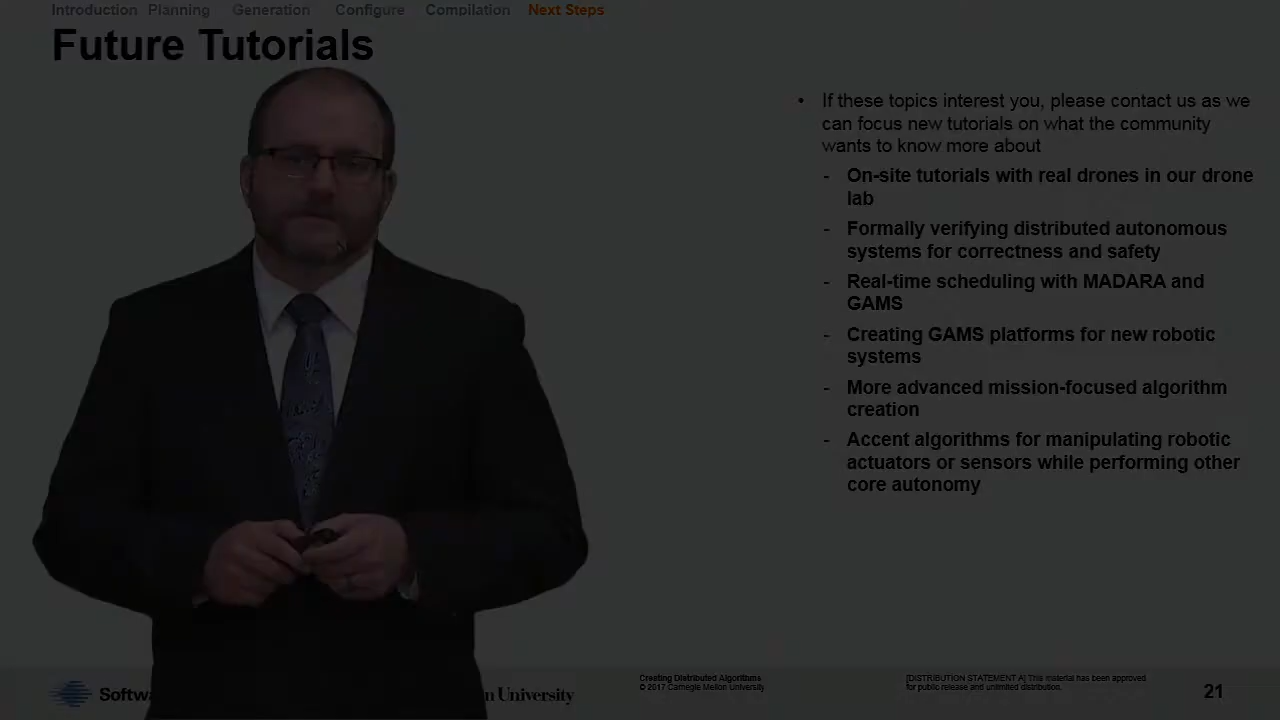 Introduction Planning Generation Configure Compilation Next Steps
Future Tutorials
• If these topics interest you, please contact us as we
can focus new tutorials on what the community
wants to know more about
- On-site tutorials with real drones in our drone
lab
- Formally verifying distributed autonomous
systems for correctness and safety
- Real-time scheduling with MADARA and
GAMS
- Creating GAMS platforms for new robotic
systems
- More advanced mission-focused algorithm
creation
- Accent algorithms for manipulating robotic
actuators or sensors while performing other
core autonomy
Softwa
n University
Creating Distributed Algorithms
© 2017 Carnegie Mellon University
[DISTRIBUTION STATEMENT A] This material has been approved
for public release and unlimited distribution.
21